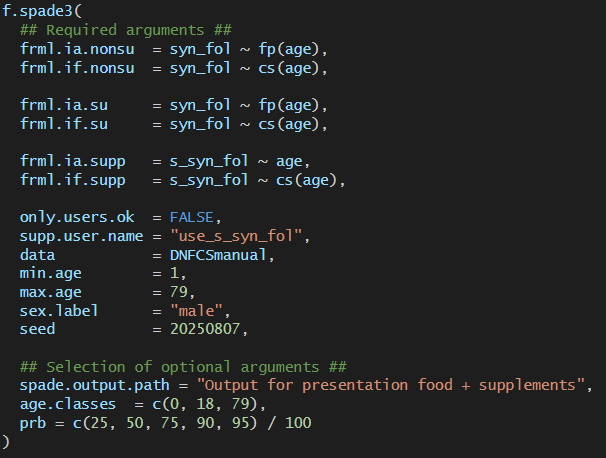 f.spade3(
  ## Required arguments ##
  frml.ia.nonsu  = syn_fol ~ fp(age),
  frml.if.nonsu  = syn_fol ~ cs(age),

  frml.ia.su     = syn_fol ~ fp(age),
  frml.if.su     = syn_fol ~ cs(age),

  frml.ia.supp   = s_syn_fol ~ age,
  frml.if.supp   = s_syn_fol ~ cs(age),

  only.users.ok  = FALSE,
  supp.user.name = "use_s_syn_fol",
  data           = DNFCSmanual,
  min.age        = 1,
  max.age        = 79,
  sex.label      = "male",
  seed           = 20250807,

  ## Selection of optional arguments ##
  spade.output.path = "Output for presentation food + supplements",
  age.classes  = c(0, 18, 79),
  prb = c(25, 50, 75, 90, 95) / 100
)